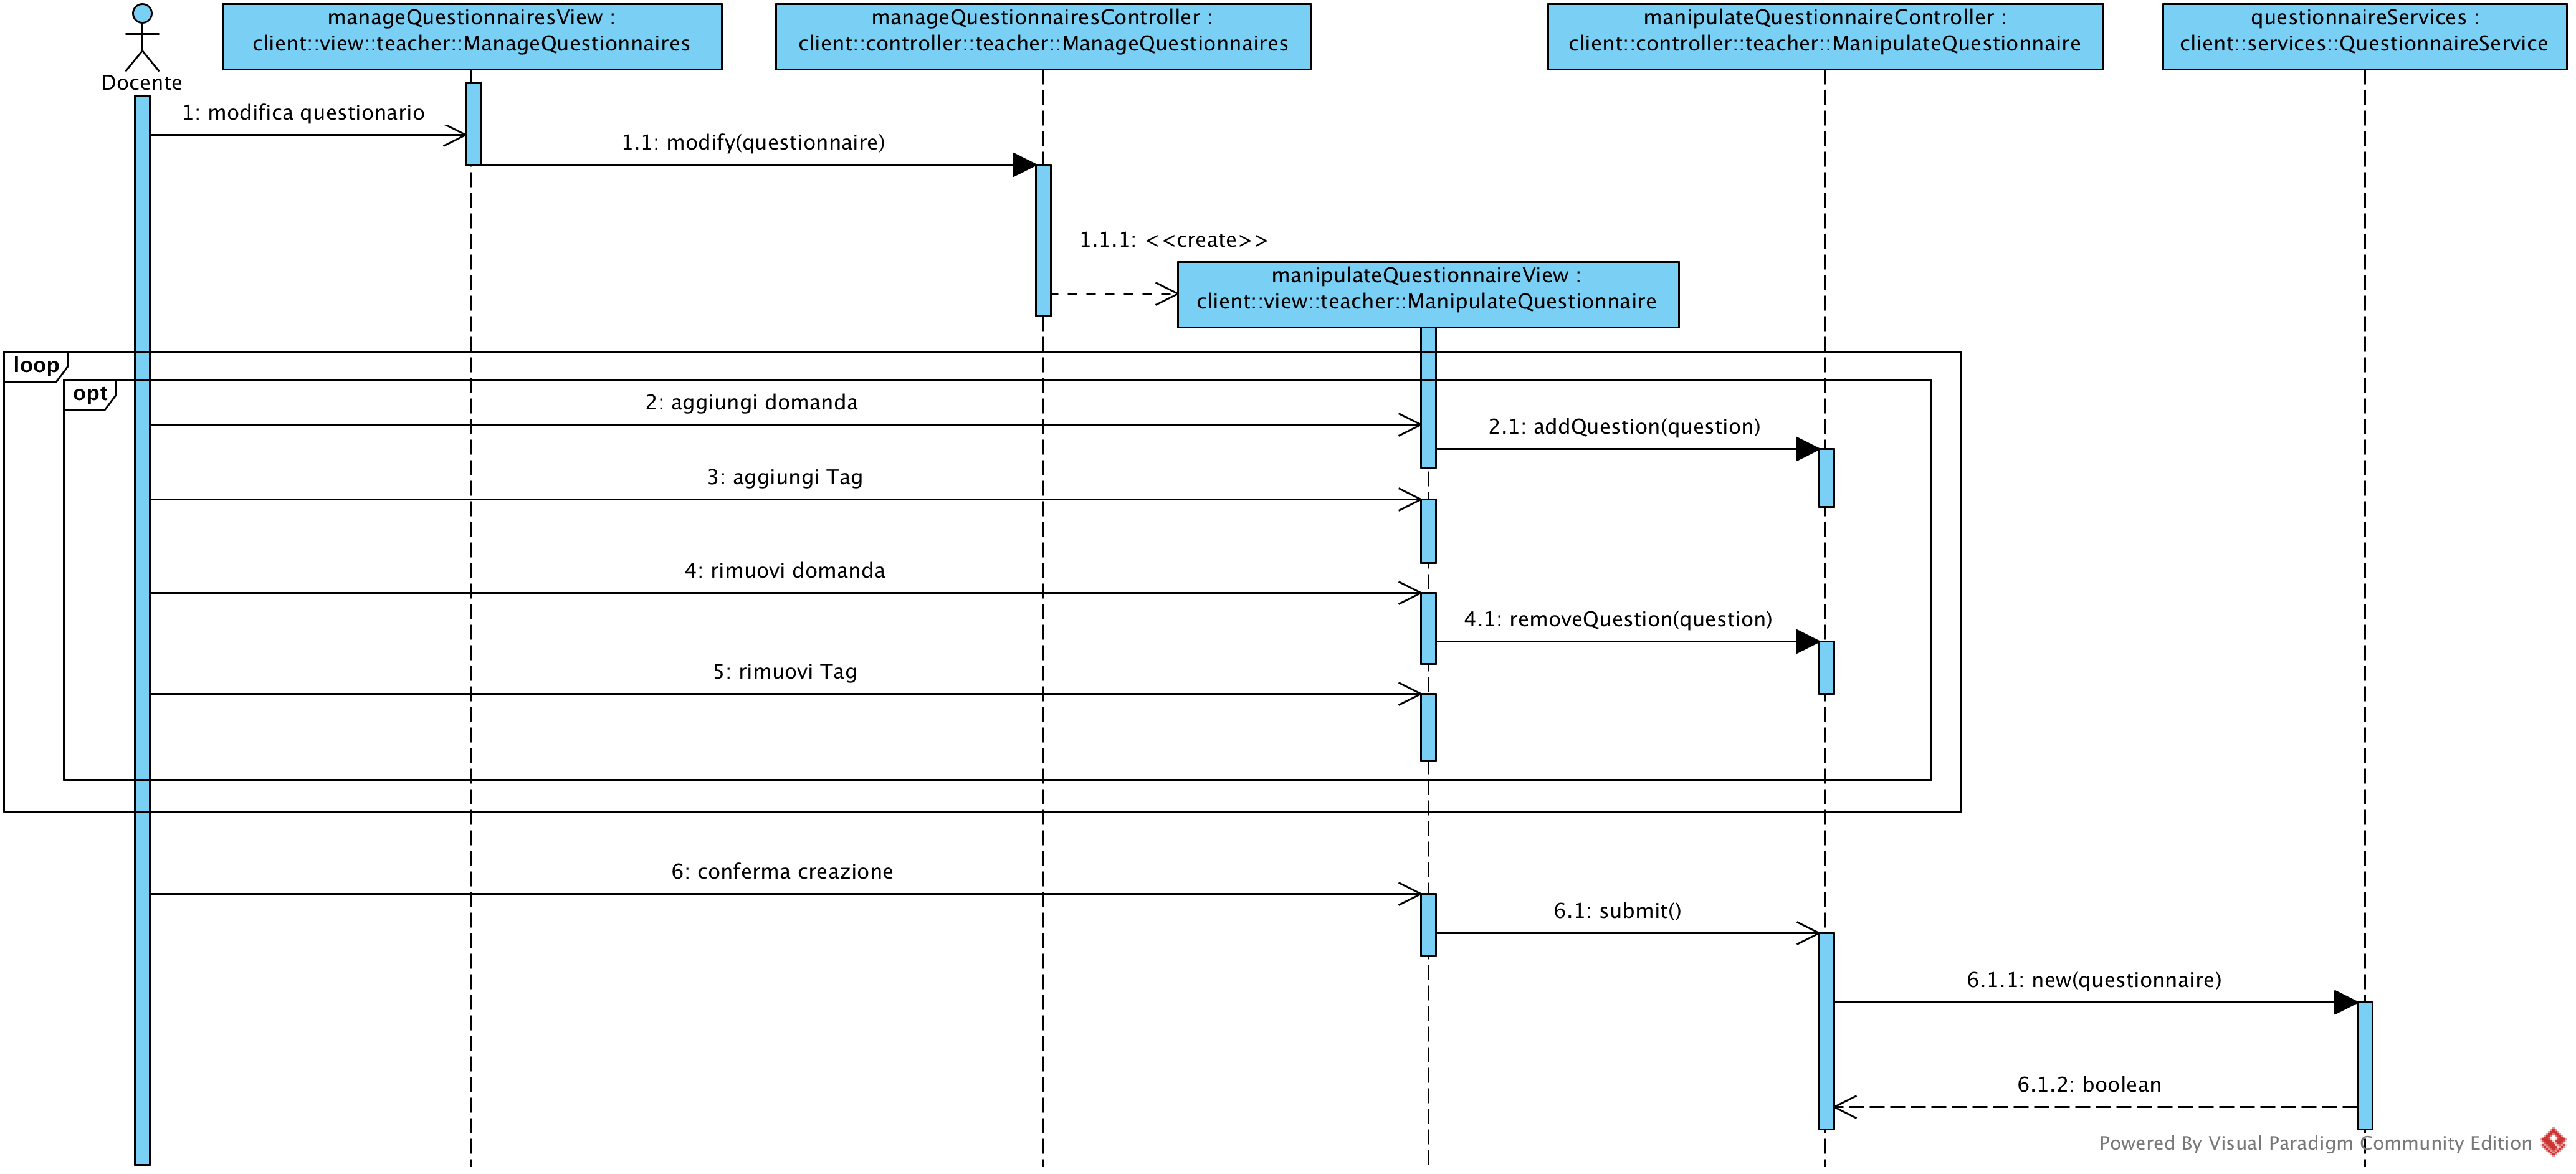 manageQuestionnairesView :
client::view::teacher::ManageQuestionnaires
manageQuestionnairesController :
client::controller::teacher::ManageQuestionnaires
manipulateQuestionnaireController :
client::controller::teacher::ManipulateQuestionnaire
questionnaireServices :
client::services::QuestionnaireService
Docente
1: modifica questionario
1.1: modify(questionnaire)
1.1.1: <<create>>
manipulateQuestionnaireView :
client::view::teacher::ManipulateQuestionnaire
loop
opt
2: aggiungi domanda
2.1: addQuestion(question)
3: aggiungi Tag
4: rimuovi domanda
4.1: removeQuestion(question)
5: rimuovi Tag
6: conferma creazione
6.1: submit()
6.1.1: new(questionnaire)
6.1.2: boolean
Powered By Visual Paradigm Community Edition